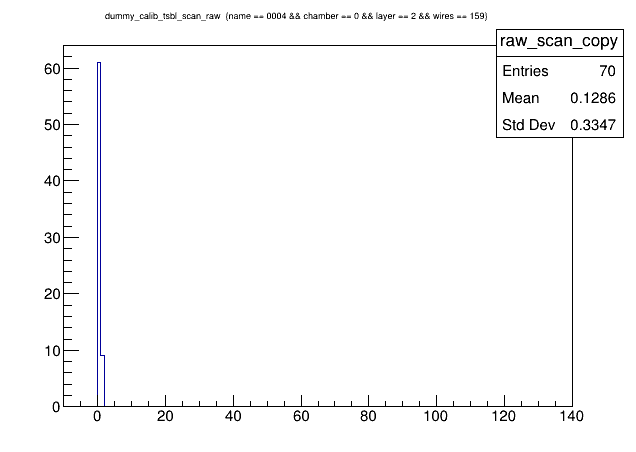 dummy_calib_tsbl_scan_raw (name == 0004 && chamber == 0 && layer == 2 && wires == 159)
raw_scan_copy
Entries 70
Mean 0.1286
Std Dev 0.3347
60
50
40
30
20
10
0
0 20 40 60 80 100 120 140